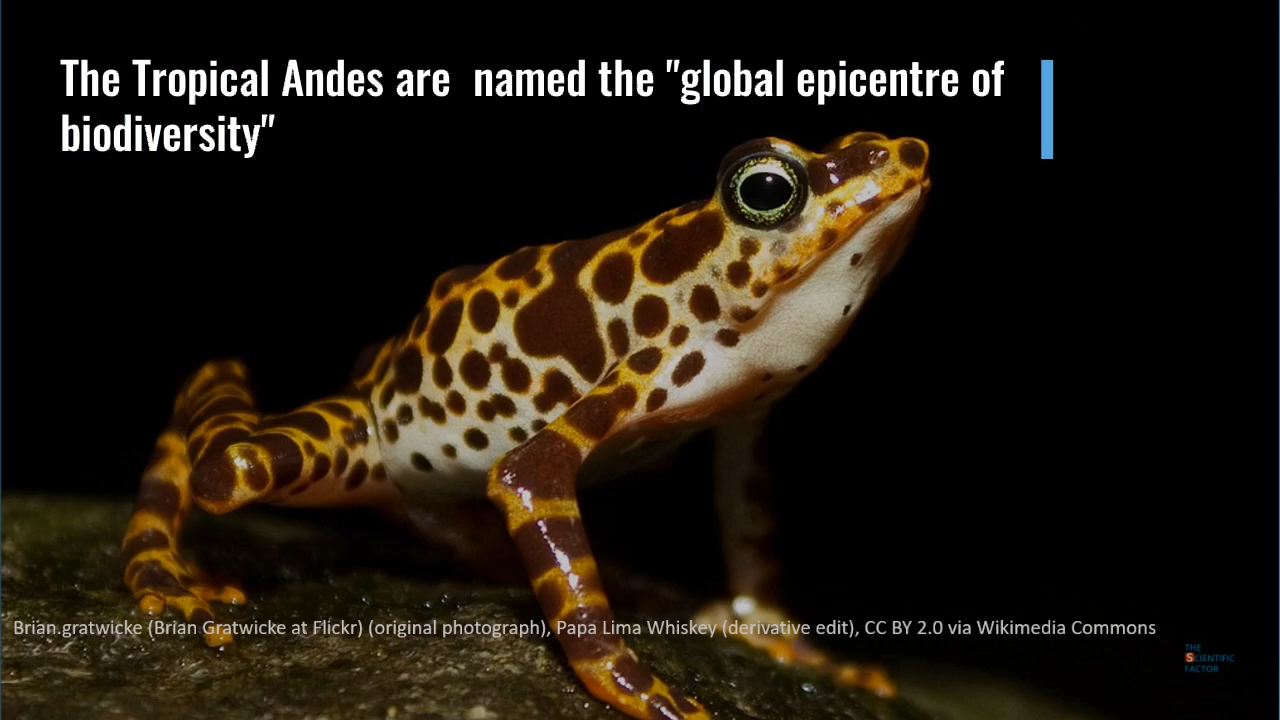 The Tropical Andes are  named the "global epicentre of
biodiversity"
Brian.gratwicke (Brian Gratwicke at Flickr) (original photograph), Papa Lima Whiskey (derivative edit), CC BY 2.0 via Wikimedia Commons
THE
SCIENTIFIC
FACTOR